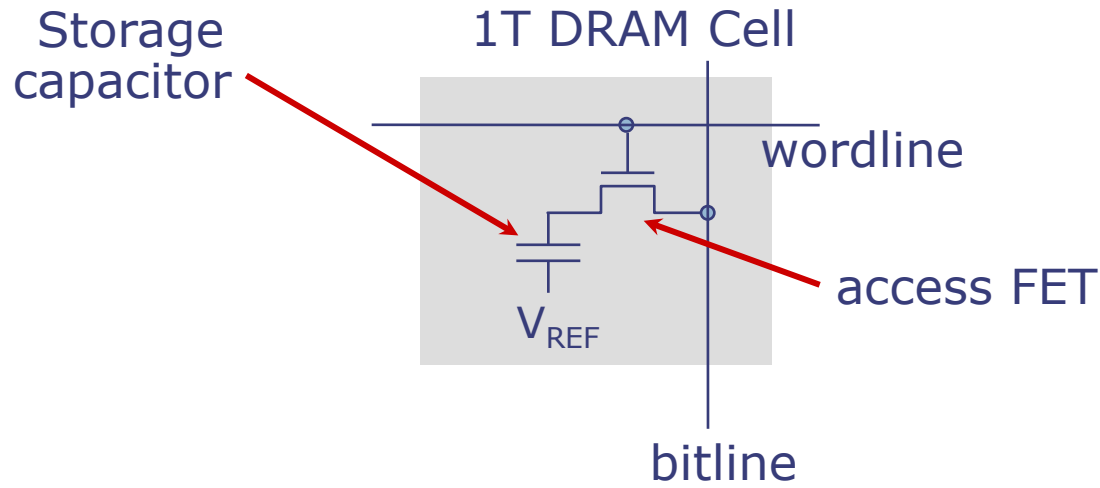 Storage
capacitor
1T DRAM Cell
wordline
access FET
VREF
bitline